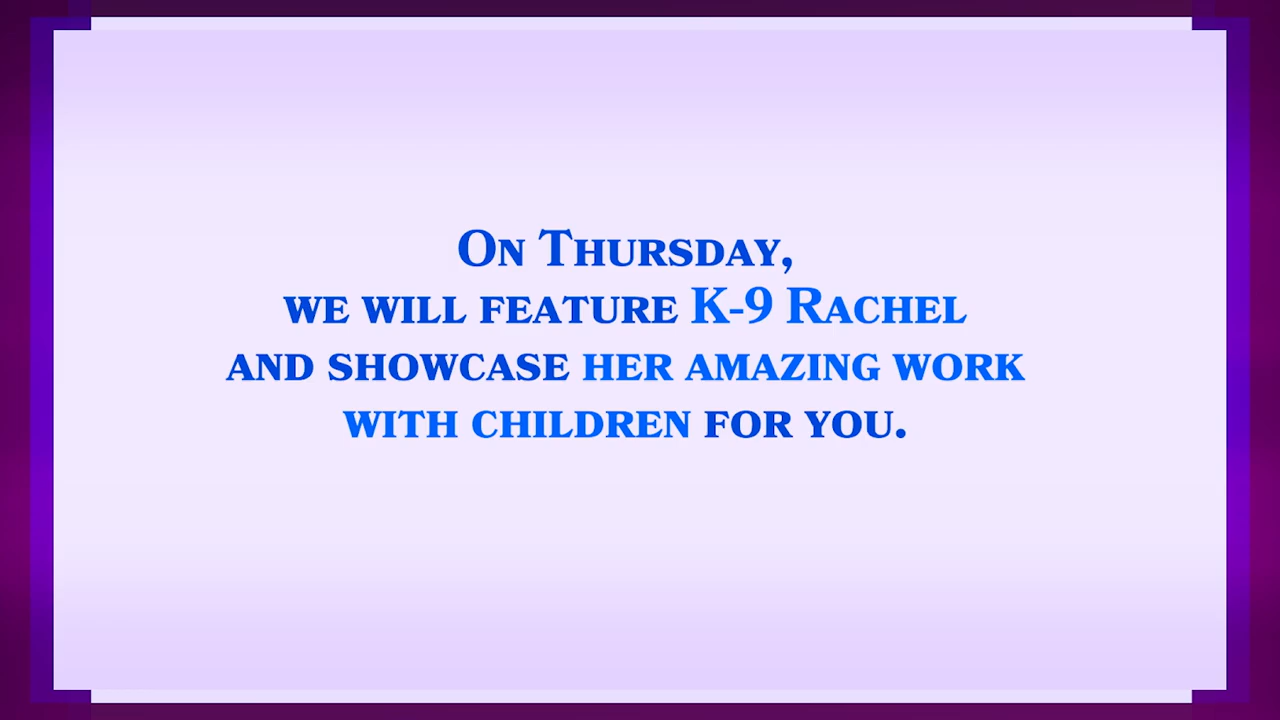 On Thursday,
we will feature K-9 Rachel
and showcase her amazing work
with children for you.